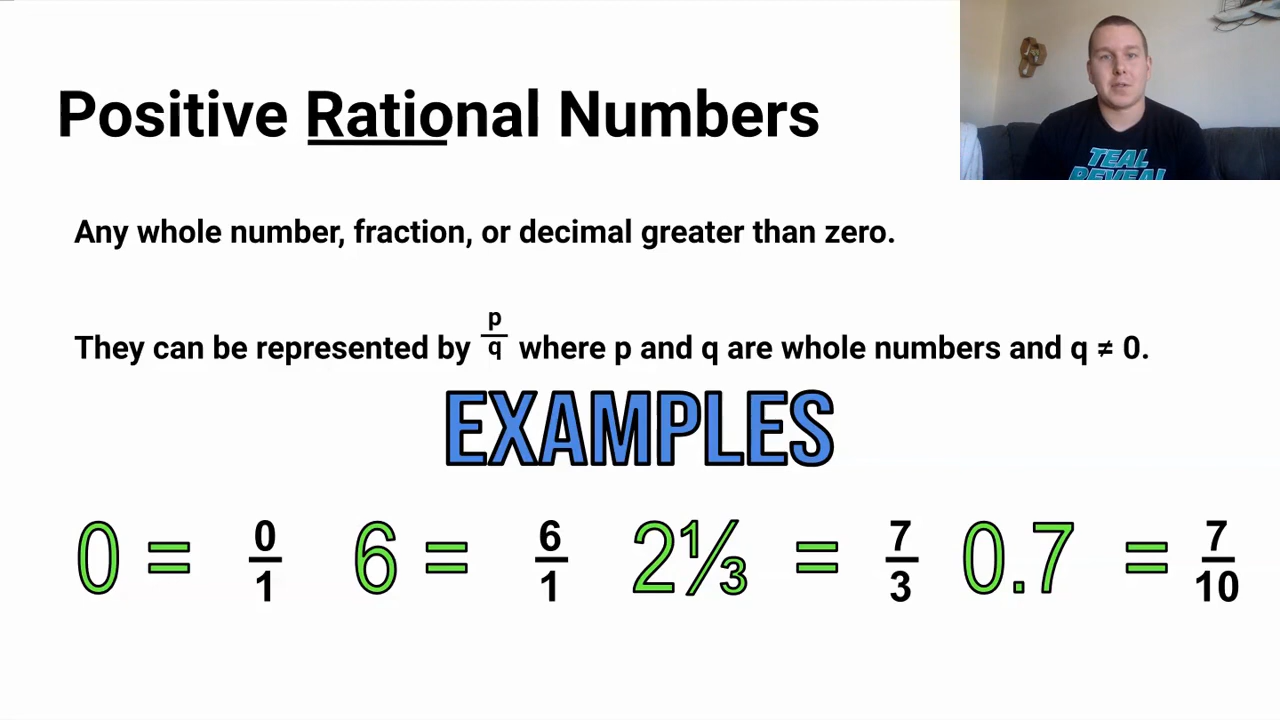 Positive Rational Numbers
TEAL
REVEAL
Any whole number, fraction, or decimal greater than zero.
They can be represented by p/q where p and q are whole numbers and q ≠ 0.
EXAMPLES
0 = 0/1 6 = 6/1 2⅓ = 7/3 0.7 = 7/10